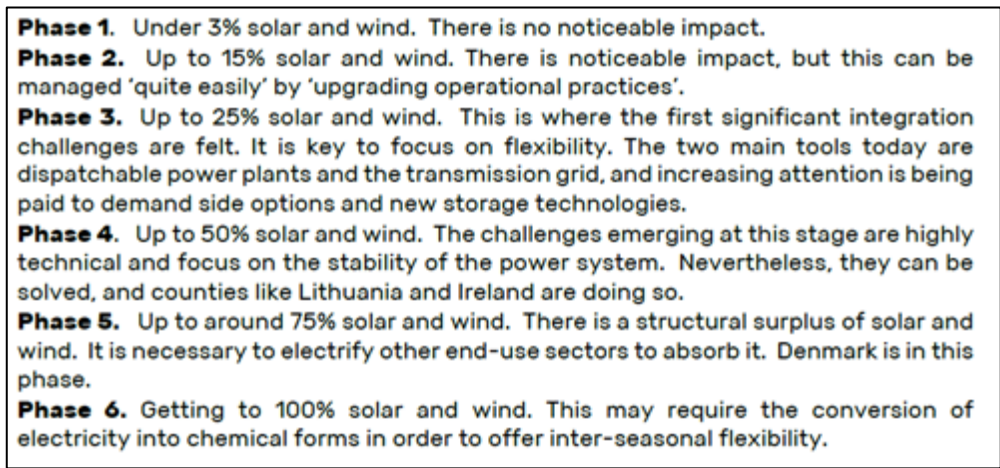 Phase 1. Under 3% solar and wind. There is no noticeable impact.
Phase 2. Up to 15% solar and wind. There is noticeable impact, but this can be
managed ‘quite easily’ by ‘upgrading operational practices’.
Phase 3. Up to 25% solar and wind. This is where the first significant integration
challenges are felt. It is key to focus on flexibility. The two main tools today are
dispatchable power plants and the transmission grid, and increasing attention is being
paid to demand side options and new storage technologies.
Phase 4. Up to 50% solar and wind. The challenges emerging at this stage are highly
technical and focus on the stability of the power system. Nevertheless, they can be
solved, and counties like Lithuania and Ireland are doing so.
Phase 5. Up to around 75% solar and wind. There is a structural surplus of solar and
wind. It is necessary to electrify other end-use sectors to absorb it. Denmark is in this
phase.
Phase 6. Getting to 100% solar and wind. This may require the conversion of
electricity into chemical forms in order to offer inter-seasonal flexibility.